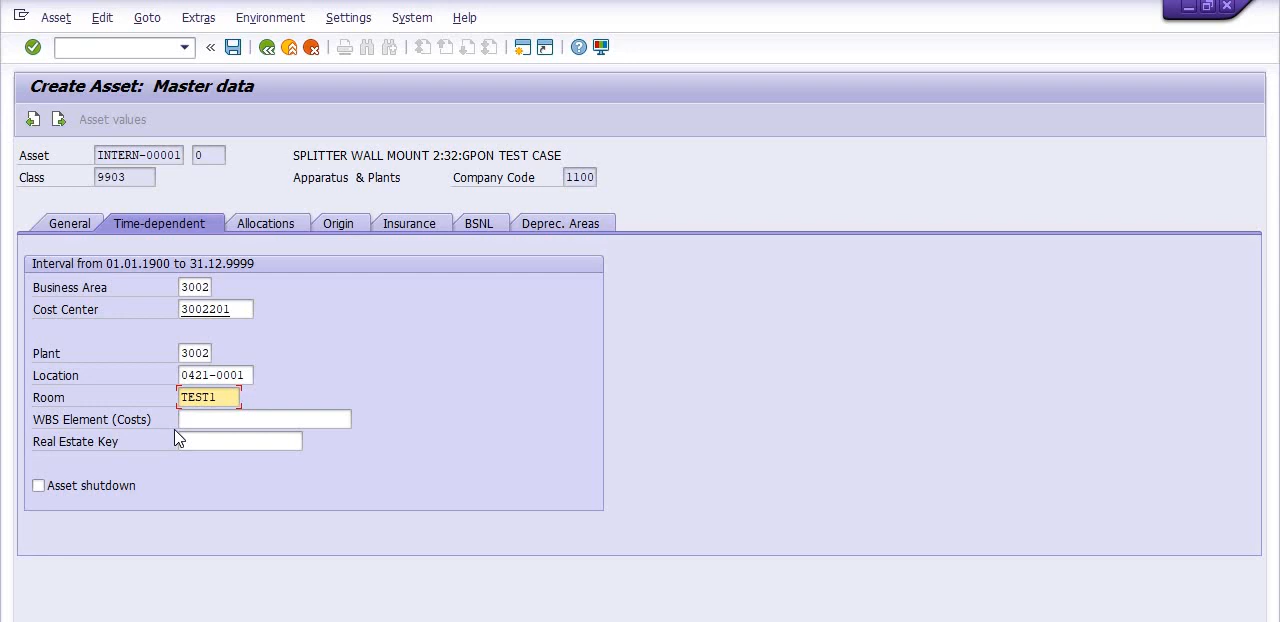 Asset Edit Goto Extras Environment Settings System Help
Create Asset: Master data
Asset values
Asset INTERN-00001 0 SPLITTER WALL MOUNT 2:32:GPON TEST CASE
Class 9903 Apparatus & Plants Company Code 1100
General Time-dependent Allocations Origin Insurance BSNL Deprec. Areas
Interval from 01.01.1900 to 31.12.9999
Business Area 3002
Cost Center 3002201
Plant 3002
Location 0421-0001
Room TEST1
WBS Element (Costs)
Real Estate Key
Asset shutdown